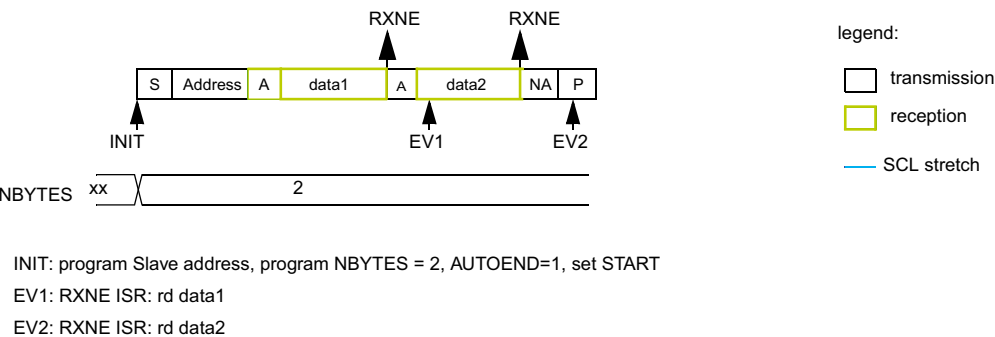 RXNE RXNE
legend:
S Address A data1 A data2 NA P
transmission
reception
INIT EV1 EV2
SCL stretch
NBYTES xx 2
INIT: program Slave address, program NBYTES = 2, AUTOEND=1, set START
EV1: RXNE ISR: rd data1
EV2: RXNE ISR: rd data2